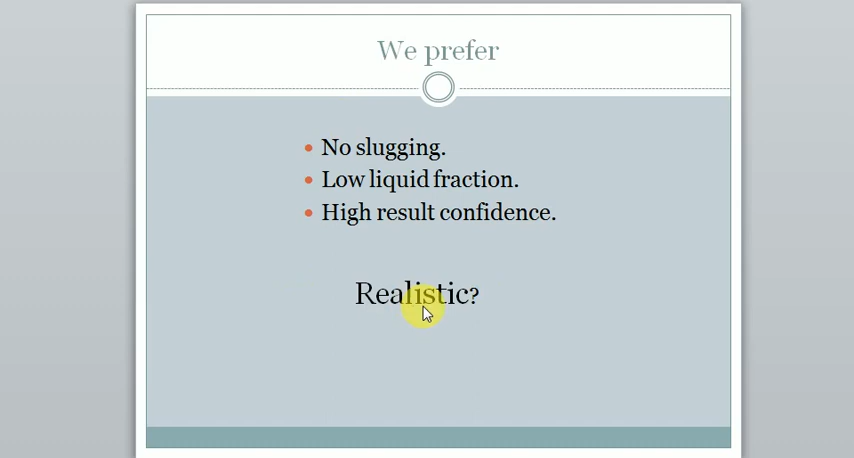 We prefer
No slugging.
Low liquid fraction.
High result confidence.
Realistic?